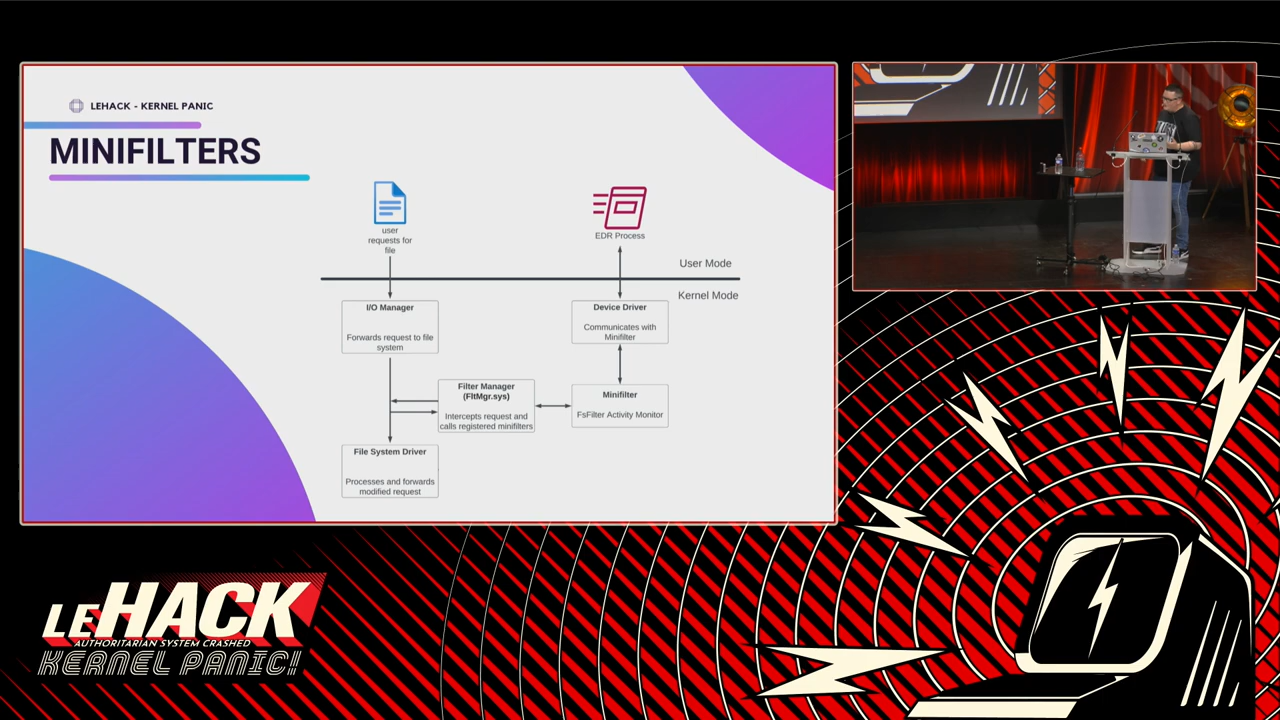 LEHACK - KERNEL PANIC
MINIFILTERS
user
requests for
file
EDR Process
User Mode
Kernel Mode
I/O Manager
Forwards request to file
system
Device Driver
Communicates with
Minifilter
Filter Manager
(FltMgr.sys)
Intercepts request and
calls registered minifilters
Minifilter
FsFilter Activity Monitor
File System Driver
Processes and forwards
modified request
LEHACK
AUTHORITARIAN SYSTEM CRASHED
KERNEL PANIC!